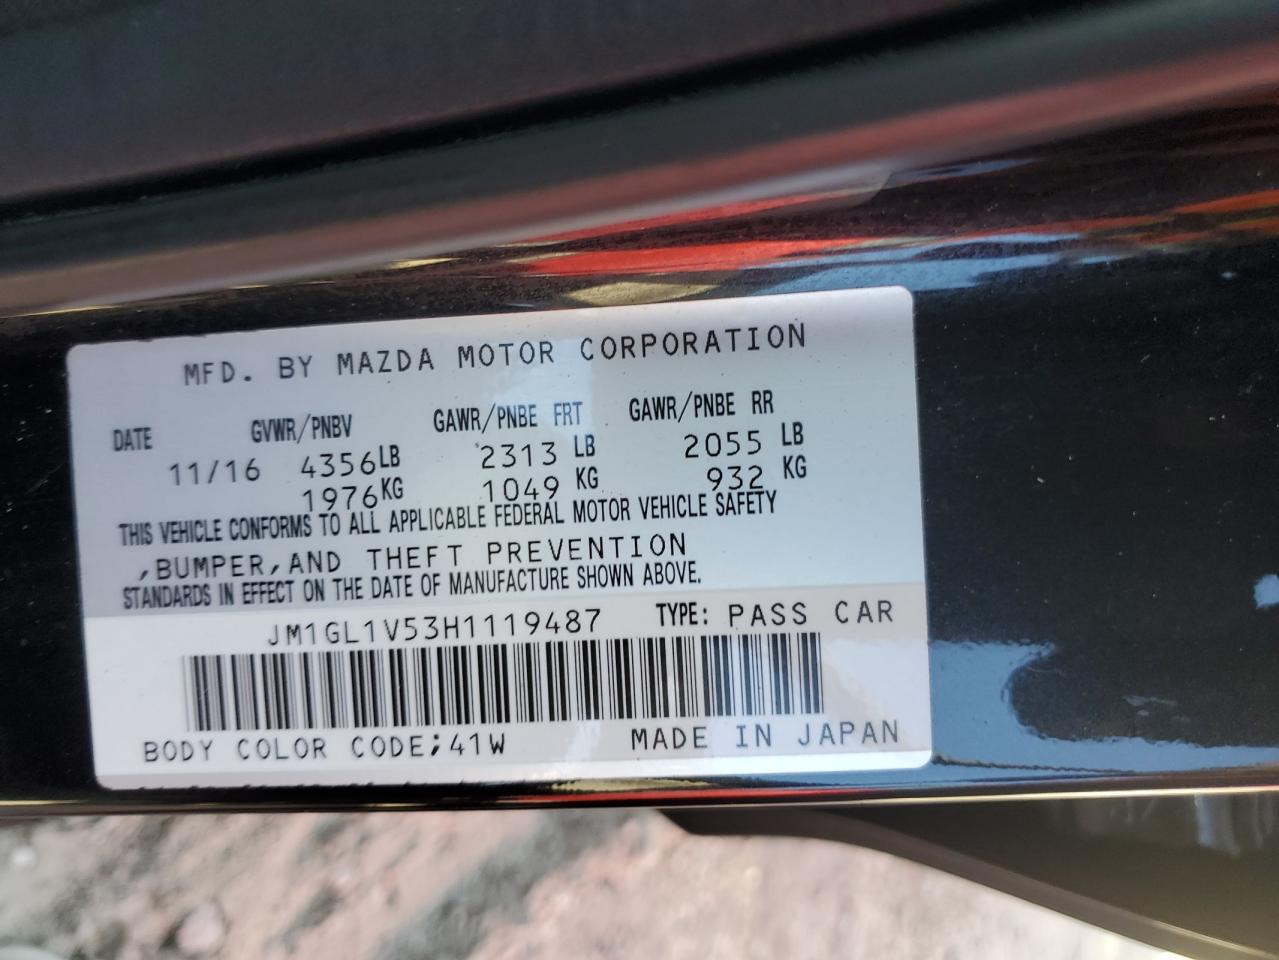 MFD. BY MAZDA MOTOR CORPORATION
DATE GVWR/PNBV GAWR/PNBE FRT GAWR/PNBE RR
11/16 4356LB 2313 LB 2055 LB
1976KG 1049 KG 932 KG
THIS VEHICLE CONFORMS TO ALL APPLICABLE FEDERAL MOTOR VEHICLE SAFETY
,BUMPER,AND THEFT PREVENTION
STANDARDS IN EFFECT ON THE DATE OF MANUFACTURE SHOWN ABOVE.
JM1GL1V53H1119487 TYPE: PASS CAR
BODY COLOR CODE;41W MADE IN JAPAN